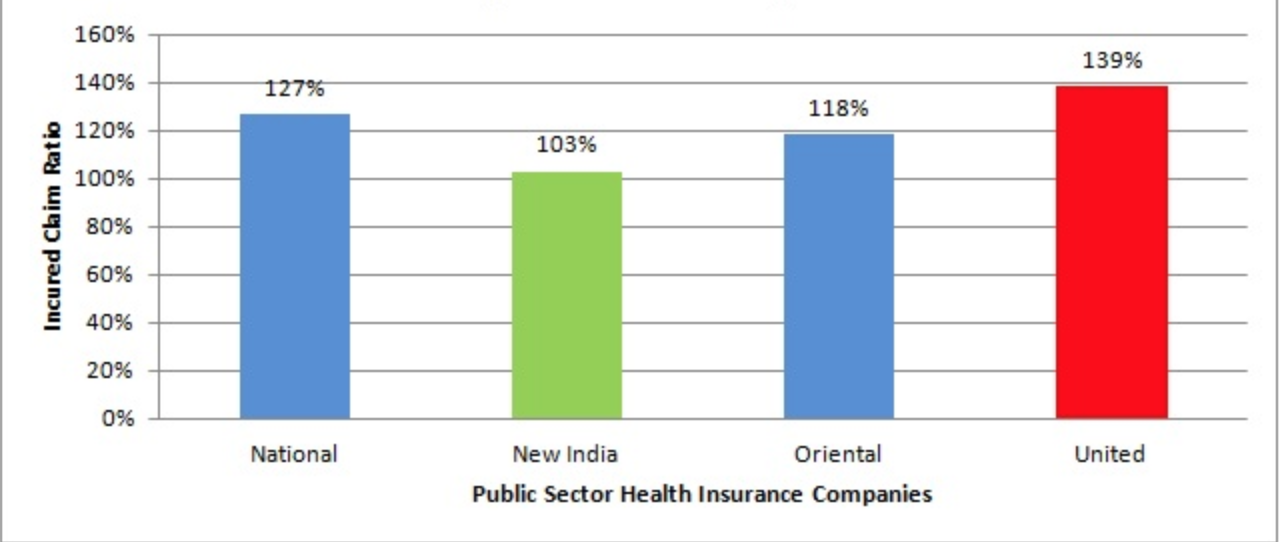 160%
140%
120%
100%
80%
60%
40%
20%
0%
Incured Claim Ratio
127%
103%
118%
139%
National
New India
Oriental
United
Public Sector Health Insurance Companies